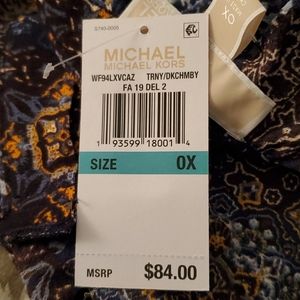 MICHAEL
MICHAEL KORS
WF94LXVCAZ TRNY/DKCHMBY
FA 19 DEL 2
1 93599 18001 4
SIZE 0X
MSRP $84.00
0X